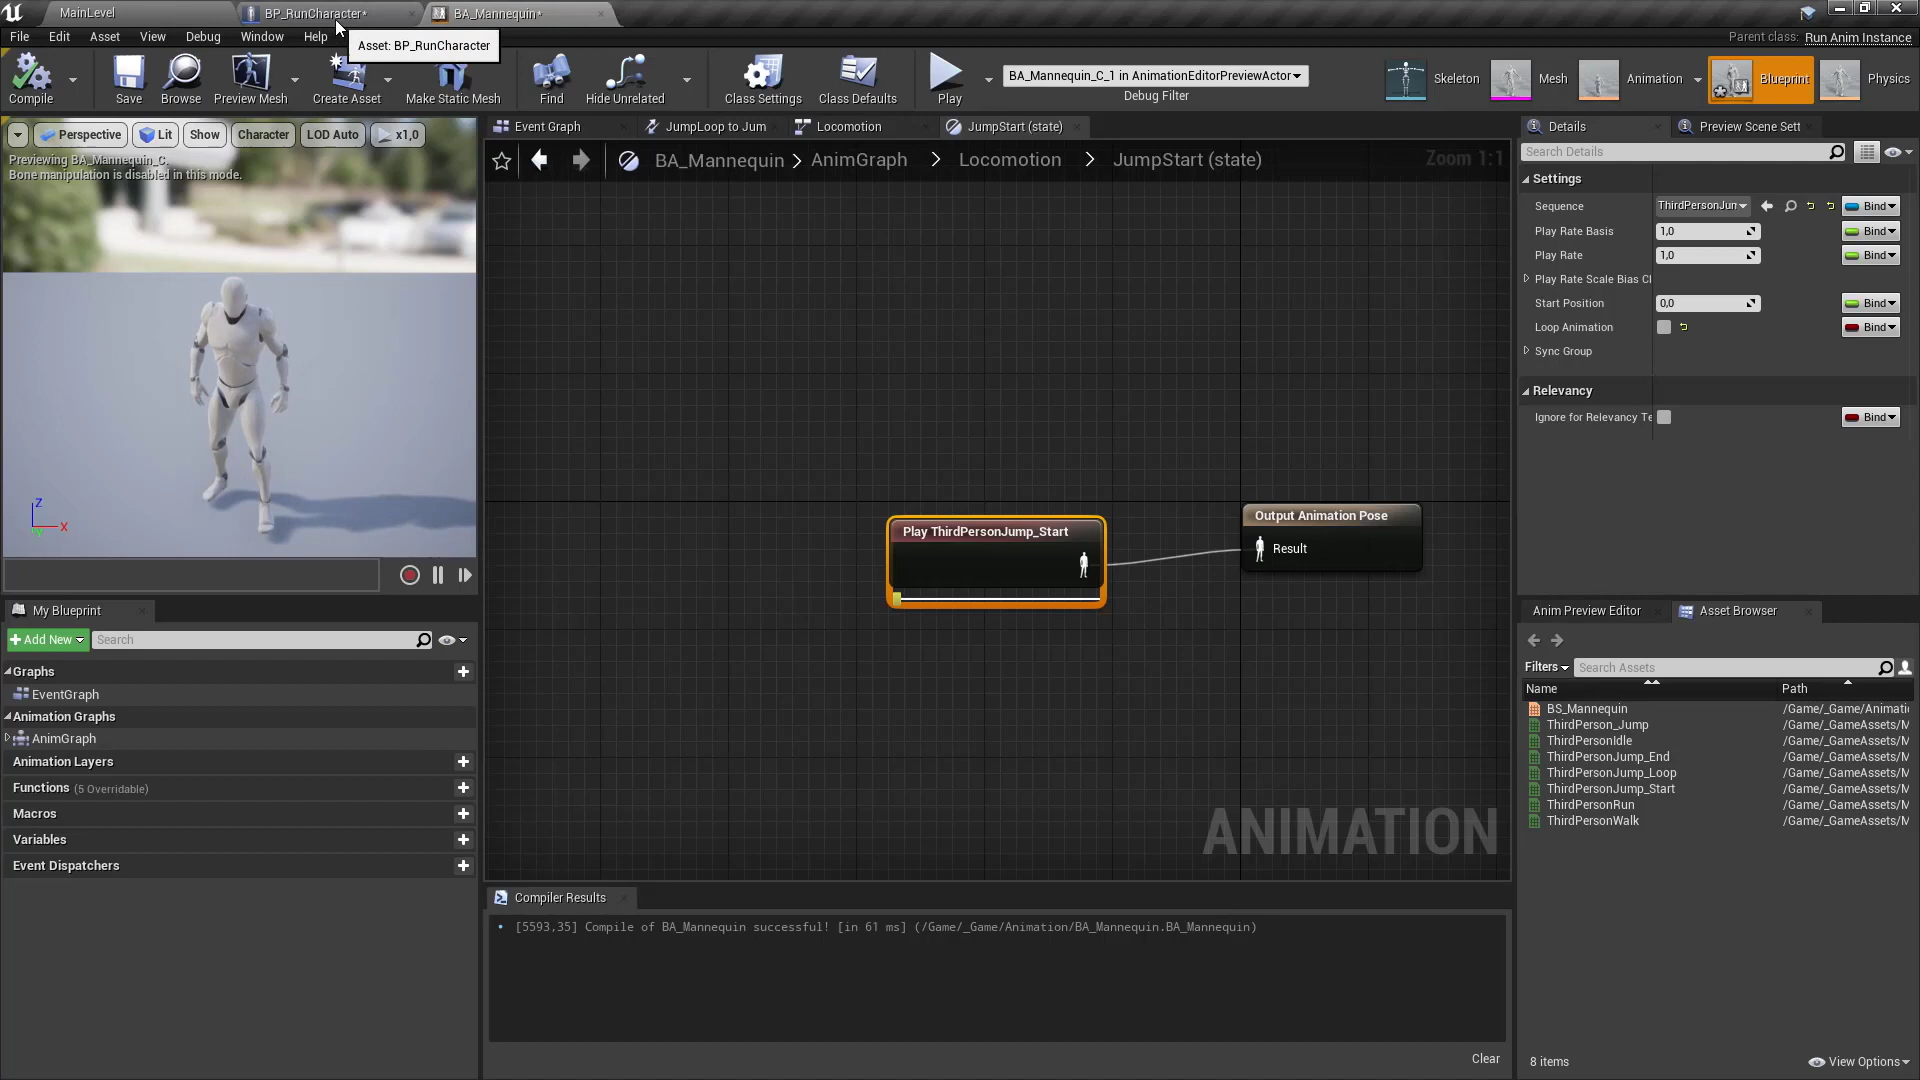 MainLevel
BP_RunCharacter*
BA_Mannequin*
File Edit Asset View Debug Window Help
Asset: BP_RunCharacter
Parent class: Run Anim Instance
Compile
Save
Browse
Preview Mesh
Create Asset
Make Static Mesh
Find
Hide Unrelated
Class Settings
Class Defaults
Play
BA_Mannequin_C_1 in AnimationEditorPreviewActor
Debug Filter
Skeleton
Mesh
Animation
Blueprint
Physics
Perspective
Lit
Show
Character
LOD Auto
x1,0
Previewing BA_Mannequin_C.
Bone manipulation is disabled in this mode.
Z
X
Y
Event Graph
JumpLoop to Jum
Locomotion
JumpStart (state)
BA_Mannequin > AnimGraph > Locomotion > JumpStart (state)
Zoom 1:1
Play ThirdPersonJump_Start
Output Animation Pose
Result
ANIMATION
My Blueprint
Add New
Search
Graphs
EventGraph
Animation Graphs
AnimGraph
Animation Layers
Functions (5 Overridable)
Macros
Variables
Event Dispatchers
Compiler Results
[5593,35] Compile of BA_Mannequin successful! [in 61 ms] (/Game/_Game/Animation/BA_Mannequin.BA_Mannequin)
Clear
Details
Preview Scene Sett
Search Details
Settings
Sequence ThirdPersonJun Bind
Play Rate Basis 1,0 Bind
Play Rate 1,0 Bind
Play Rate Scale Bias Cl
Start Position 0,0 Bind
Loop Animation Bind
Sync Group
Relevancy
Ignore for Relevancy Te Bind
Anim Preview Editor
Asset Browser
Filters
Search Assets
Name Path
BS_Mannequin /Game/_Game/Animati
ThirdPerson_Jump /Game/_GameAssets/M
ThirdPersonIdle /Game/_GameAssets/M
ThirdPersonJump_End /Game/_GameAssets/M
ThirdPersonJump_Loop /Game/_GameAssets/M
ThirdPersonJump_Start /Game/_GameAssets/M
ThirdPersonRun /Game/_GameAssets/M
ThirdPersonWalk /Game/_GameAssets/M
8 items
View Options